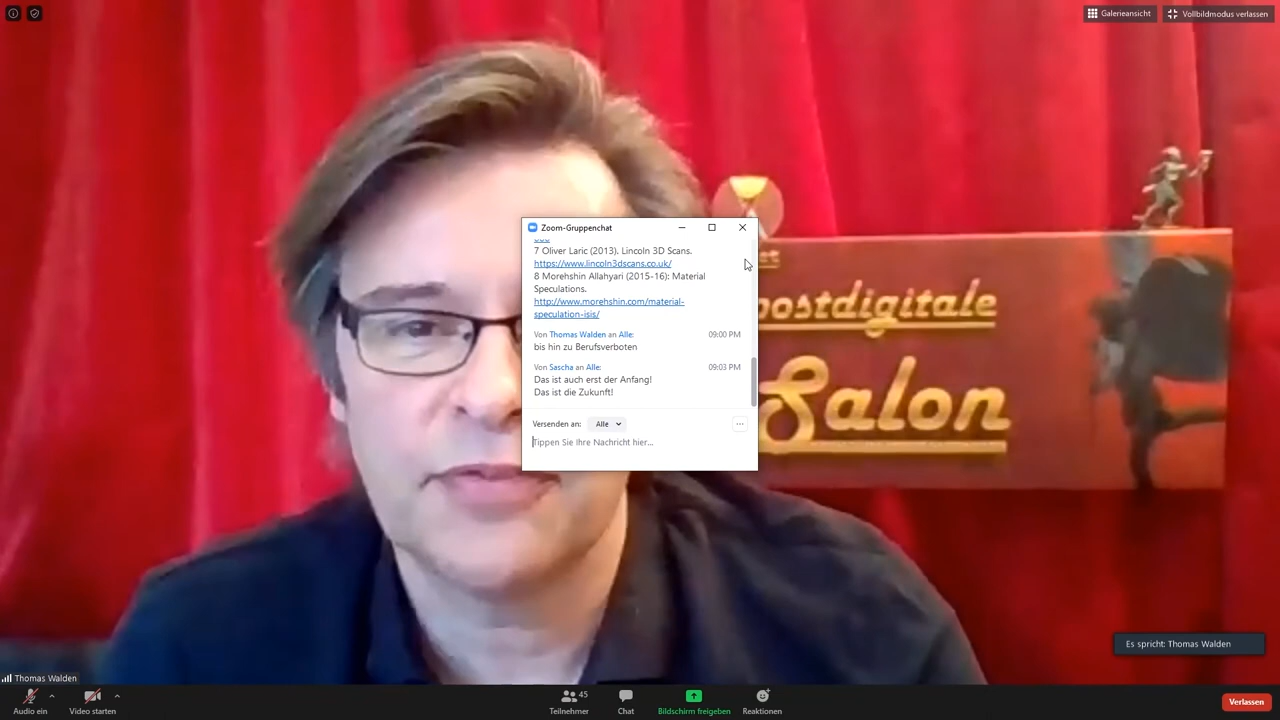 Galerieansicht
Vollbildmodus verlassen
Zoom-Gruppenchat
7 Oliver Laric (2013). Lincoln 3D Scans.
https://www.lincoln3dscans.co.uk/
8 Morehshin Allahyari (2015-16): Material
Speculations.
http://www.morehshin.com/material-
speculation-isis/
Von Thomas Walden an Alle:
09:00 PM
bis hin zu Berufsverboten
Von Sascha an Alle:
09:03 PM
Das ist auch erst der Anfang!
Das ist die Zukunft!
Versenden an:
Alle
Tippen Sie Ihre Nachricht hier...
postdigitale
Salon
Es spricht: Thomas Walden
Thomas Walden
Audio ein
Video starten
45
Teilnehmer
Chat
Bildschirm freigeben
Reaktionen
Verlassen